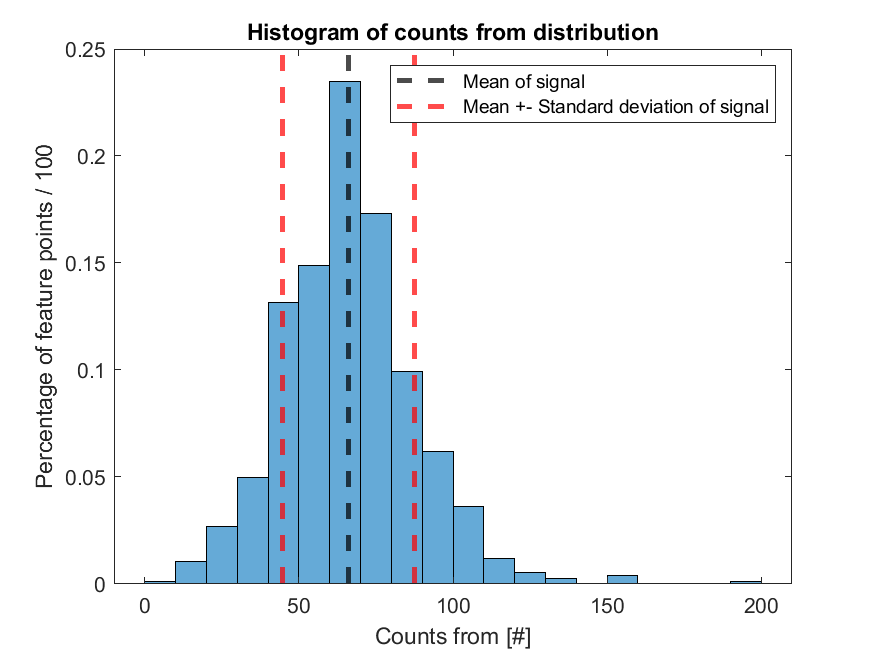 Histogram of counts from distribution
0.25
0.2
0.15
0.1
0.05
0
Percentage of feature points / 100
Mean of signal
Mean +- Standard deviation of signal
0 50 100 150 200
Counts from [#]